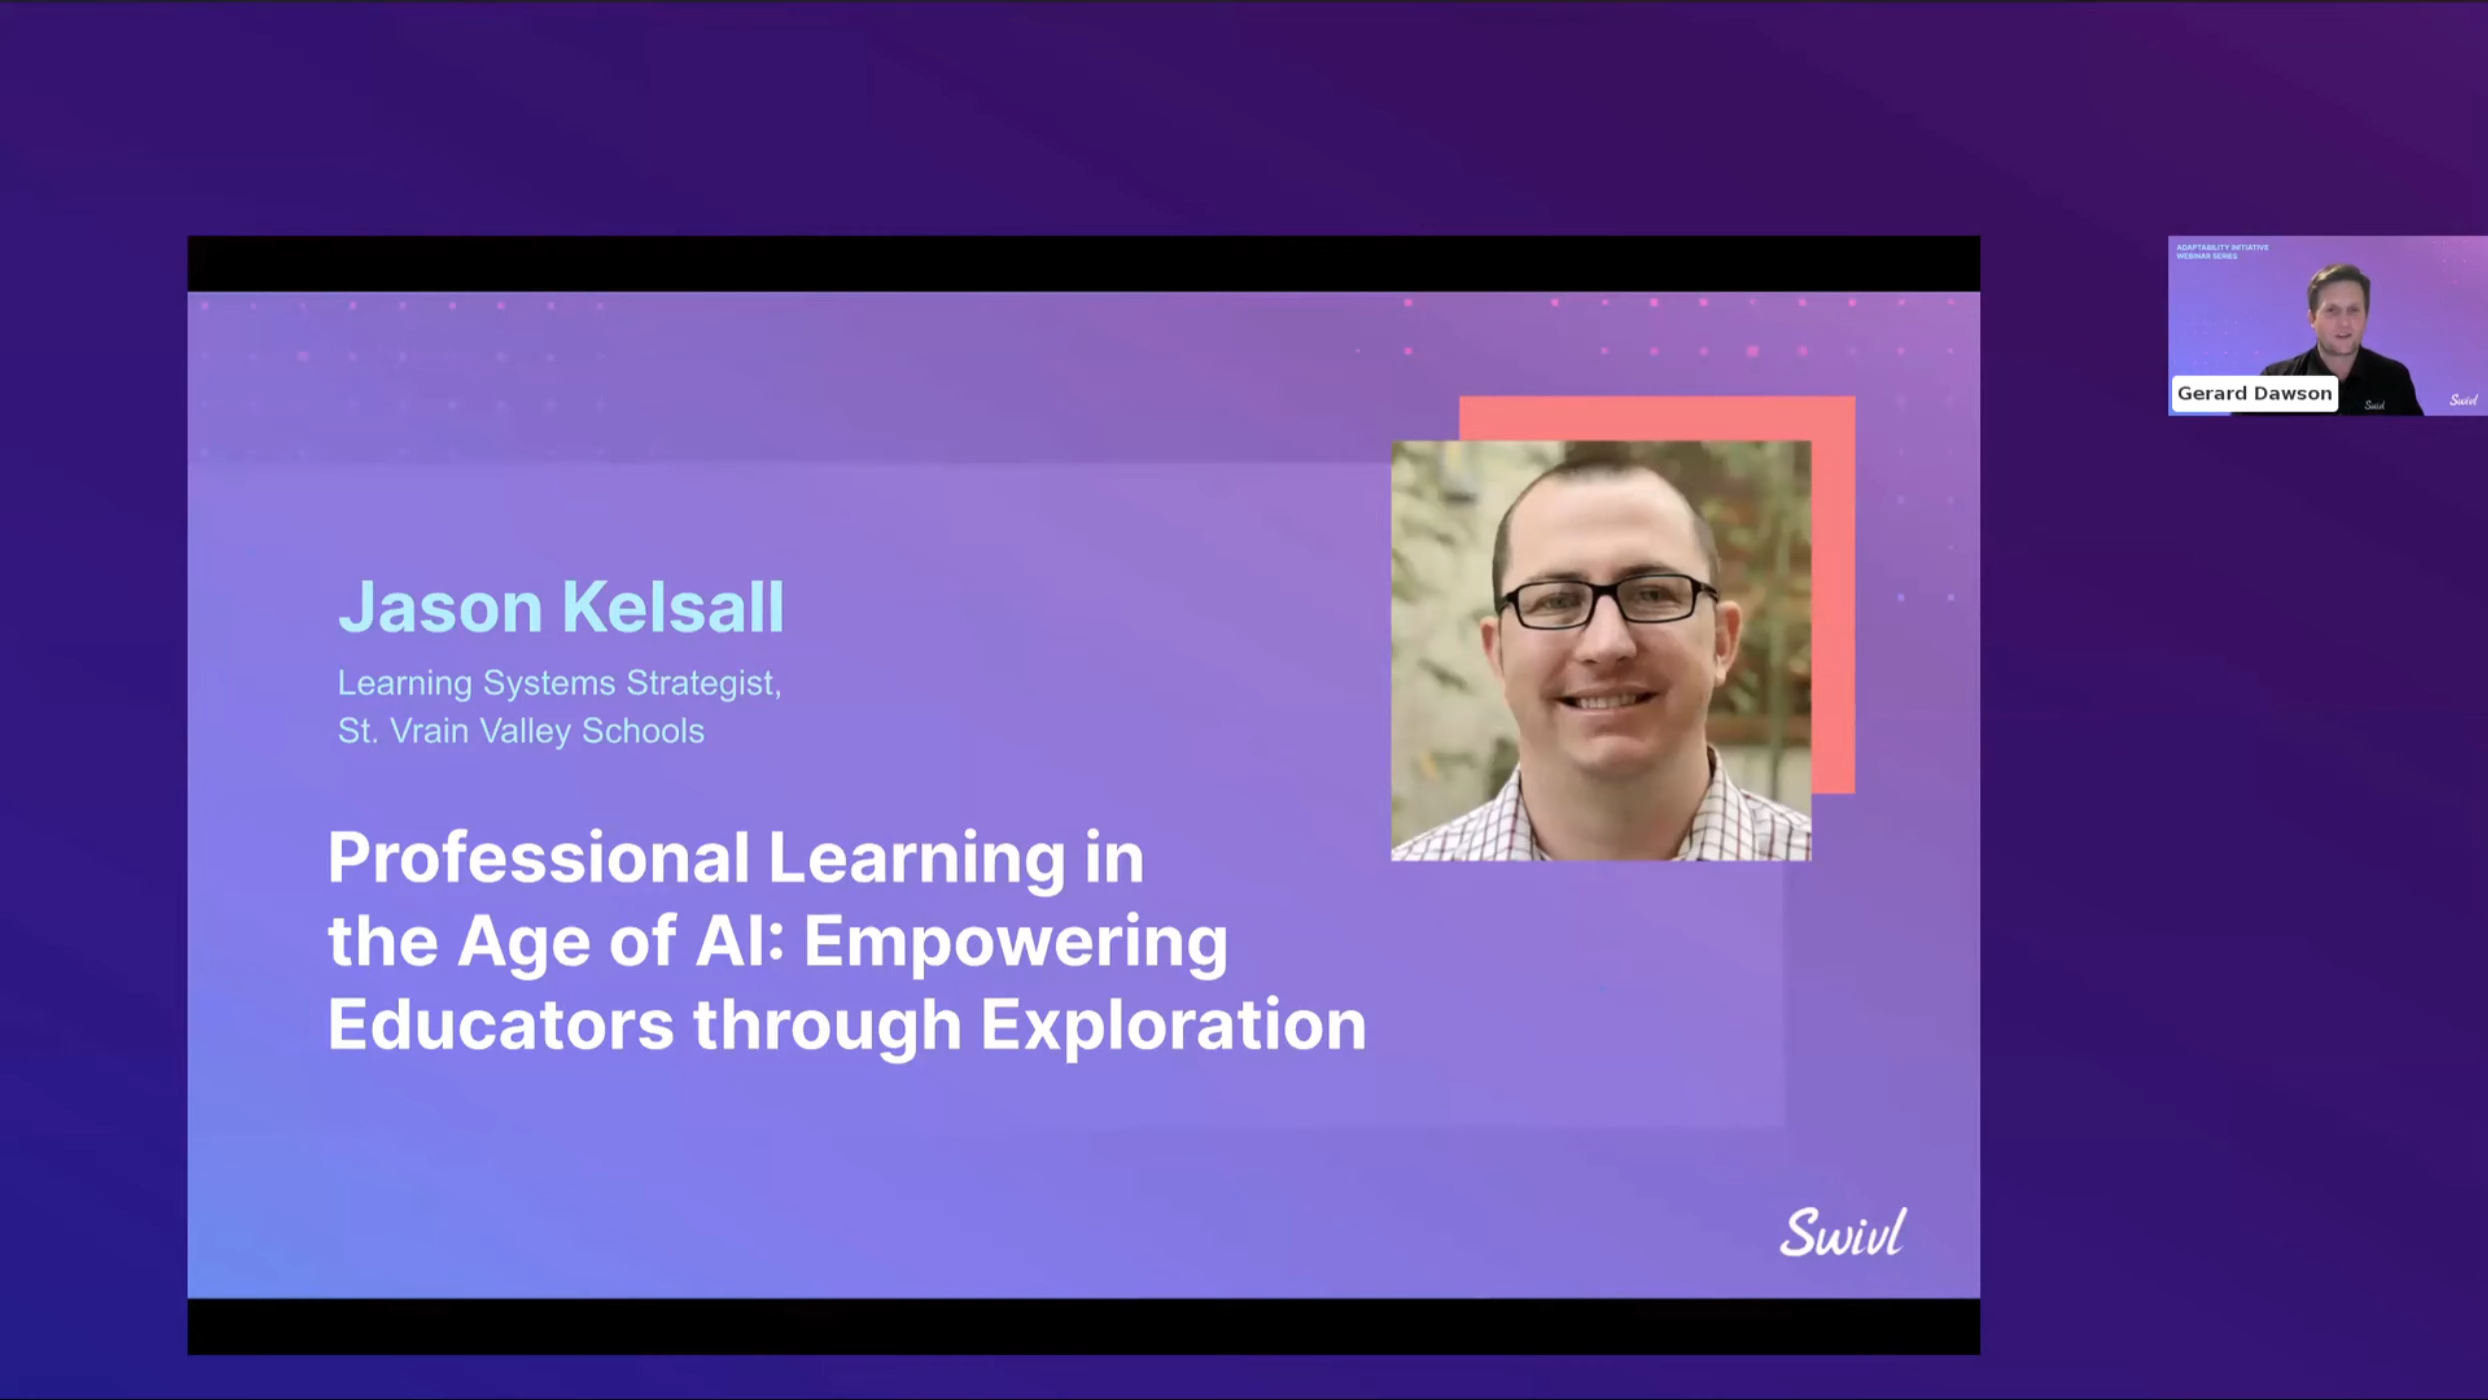 Jason Kelsall
Learning Systems Strategist,
St. Vrain Valley Schools
Professional Learning in
the Age of AI: Empowering
Educators through Exploration
Swivl
ADAPTABILITY INITIATIVE
WEBINAR SERIES
Gerard Dawson
Swivl
Swivl